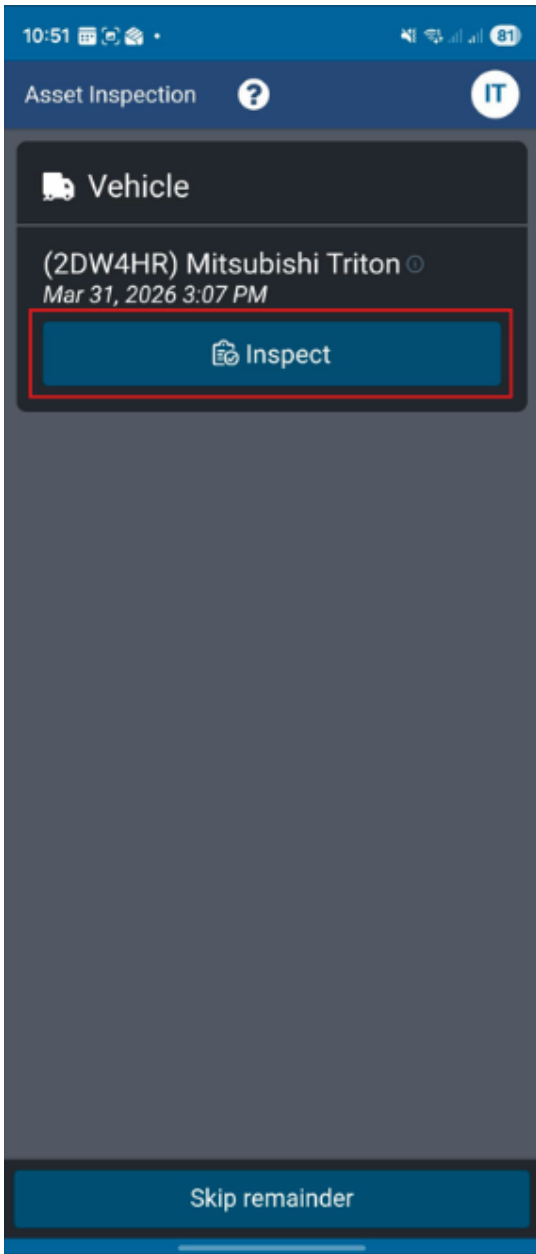 10:51
81
Asset Inspection ?
IT
Vehicle
(2DW4HR) Mitsubishi Triton
Mar 31, 2026 3:07 PM
Inspect
Skip remainder